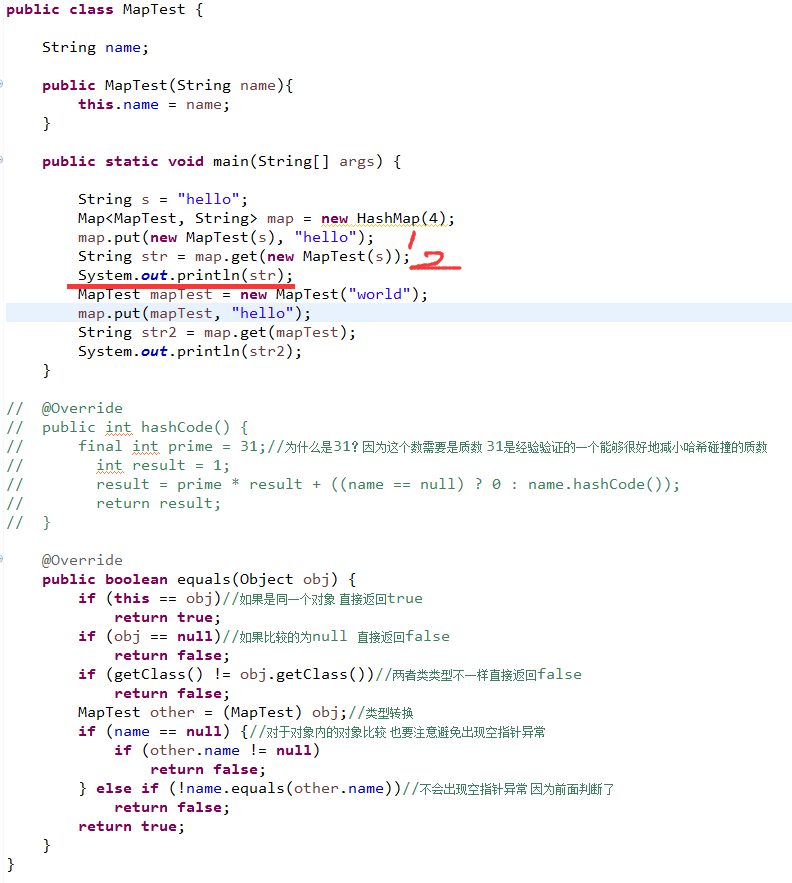 public class MapTest {
String name;
public MapTest(String name){
this.name = name;
}
public static void main(String[] args) {
String s = "hello";
Map<MapTest, String> map = new HashMap(4);
map.put(new MapTest(s), "hello"); 1
String str = map.get(new MapTest(s)); 2
System.out.println(str);
MapTest mapTest = new MapTest("world");
map.put(mapTest, "hello");
String str2 = map.get(mapTest);
System.out.println(str2);
}
// @Override
// public int hashCode() {
// final int prime = 31;//为什么是31？因为这个数需要是质数 31是经验验证的一个能够很好地减小哈希碰撞的质数
// int result = 1;
// result = prime * result + ((name == null) ? 0 : name.hashCode());
// return result;
// }
@Override
public boolean equals(Object obj) {
if (this == obj)//如果是同一个对象 直接返回true
return true;
if (obj == null)//如果比较的为null 直接返回false
return false;
if (getClass() != obj.getClass())//两者类类型不一样直接返回false
return false;
MapTest other = (MapTest) obj;//类型转换
if (name == null) {//对于对象内的对象比较 也要注意避免出现空指针异常
if (other.name != null)
return false;
} else if (!name.equals(other.name))//不会出现空指针异常 因为前面判断了
return false;
return true;
}
}